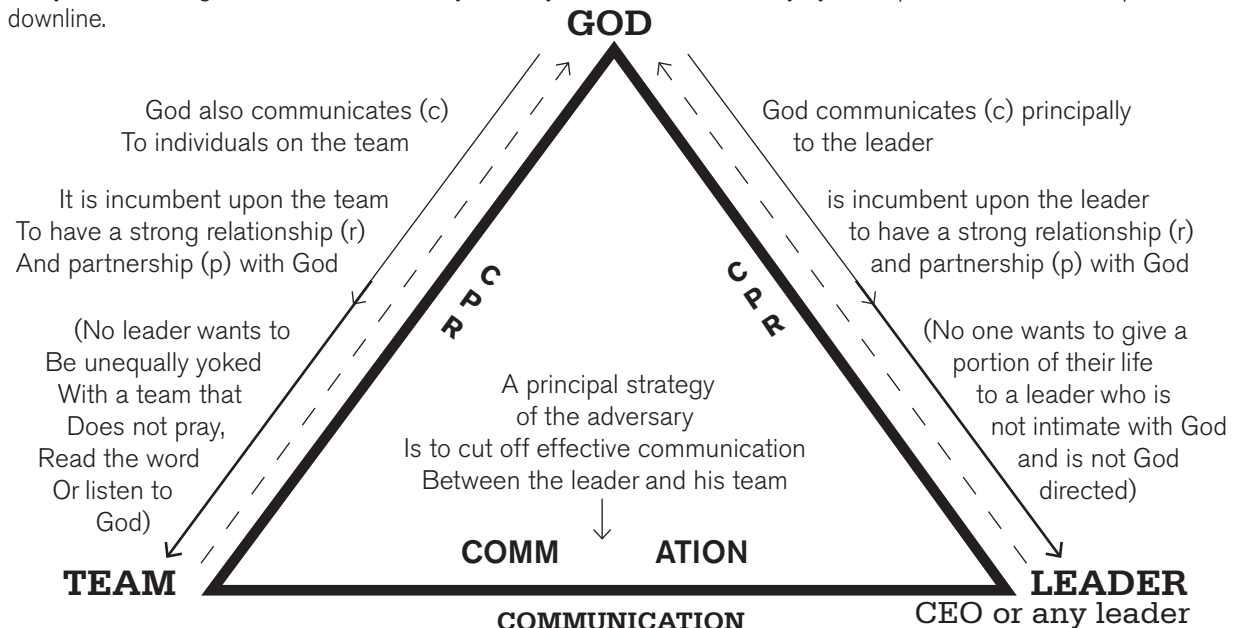 downline.
GOD
God also communicates (c)
To individuals on the team
It is incumbent upon the team
To have a strong relationship (r)
And partnership (p) with God
(No leader wants to
Be unequally yoked
With a team that
Does not pray,
Read the word
Or listen to
God)
C
P
R
God communicates (c) principally
to the leader
is incumbent upon the leader
to have a strong relationship (r)
and partnership (p) with God
(No one wants to give a
portion of their life
to a leader who is
not intimate with God
and is not God
directed)
C
P
R
A principal strategy
of the adversary
Is to cut off effective communication
Between the leader and his team
COMM ATION
TEAM
LEADER
CEO or any leader
COMMUNICATION